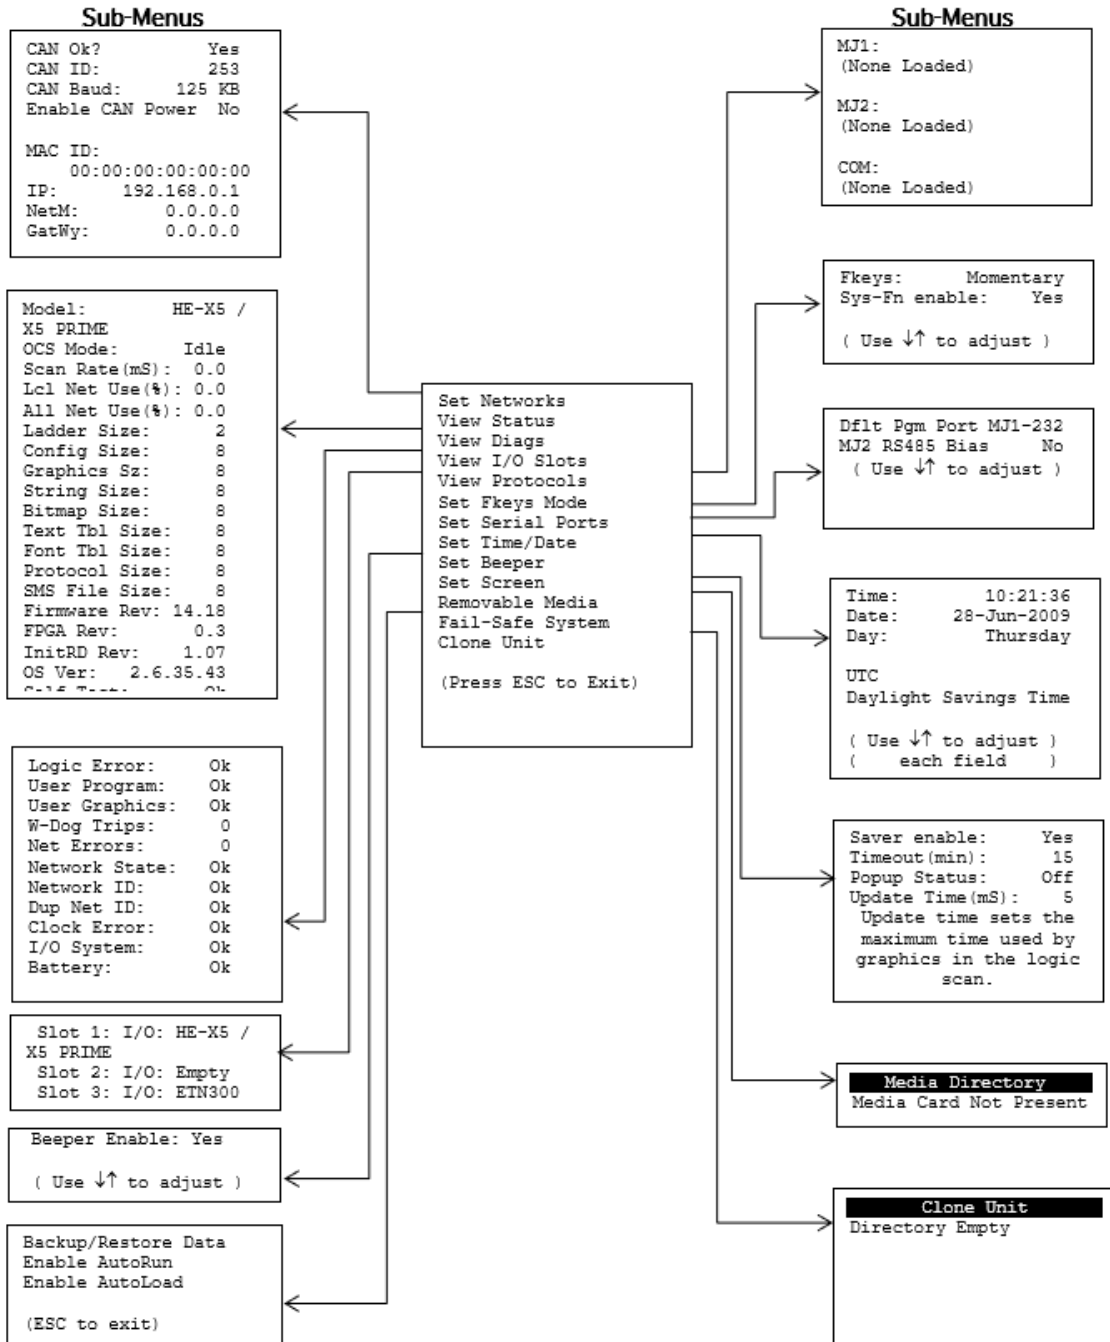 Sub-Menus
CAN Ok? Yes
CAN ID: 253
CAN Baud: 125 KB
Enable CAN Power No
MAC ID:
00:00:00:00:00:00
IP: 192.168.0.1
NetM: 0.0.0.0
GatWy: 0.0.0.0
Model: HE-X5 /
X5 PRIME
OCS Mode: Idle
Scan Rate(mS): 0.0
Lcl Net Use(%): 0.0
All Net Use(%): 0.0
Ladder Size: 2
Config Size: 8
Graphics Sz: 8
String Size: 8
Bitmap Size: 8
Text Tbl Size: 8
Font Tbl Size: 8
Protocol Size: 8
SMS File Size: 8
Firmware Rev: 14.18
FPGA Rev: 0.3
InitRD Rev: 1.07
OS Ver: 2.6.35.43
Self Test: Ok
Logic Error: Ok
User Program: Ok
User Graphics: Ok
W-Dog Trips: 0
Net Errors: 0
Network State: Ok
Network ID: Ok
Dup Net ID: Ok
Clock Error: Ok
I/O System: Ok
Battery: Ok
Slot 1: I/O: HE-X5 /
X5 PRIME
Slot 2: I/O: Empty
Slot 3: I/O: ETN300
Beeper Enable: Yes
( Use ↓↑ to adjust )
Backup/Restore Data
Enable AutoRun
Enable AutoLoad
(ESC to exit)
Set Networks
View Status
View Diags
View I/O Slots
View Protocols
Set Fkeys Mode
Set Serial Ports
Set Time/Date
Set Beeper
Set Screen
Removable Media
Fail-Safe System
Clone Unit
(Press ESC to Exit)
Sub-Menus
MJ1:
(None Loaded)
MJ2:
(None Loaded)
COM:
(None Loaded)
Fkeys: Momentary
Sys-Fn enable: Yes
( Use ↓↑ to adjust )
Dflt Pgm Port MJ1-232
MJ2 RS485 Bias No
( Use ↓↑ to adjust )
Time: 10:21:36
Date: 28-Jun-2009
Day: Thursday
UTC
Daylight Savings Time
( Use ↓↑ to adjust )
( each field )
Saver enable: Yes
Timeout(min): 15
Popup Status: Off
Update Time(mS): 5
Update time sets the
maximum time used by
graphics in the logic
scan.
Media Directory
Media Card Not Present
Clone Unit
Directory Empty